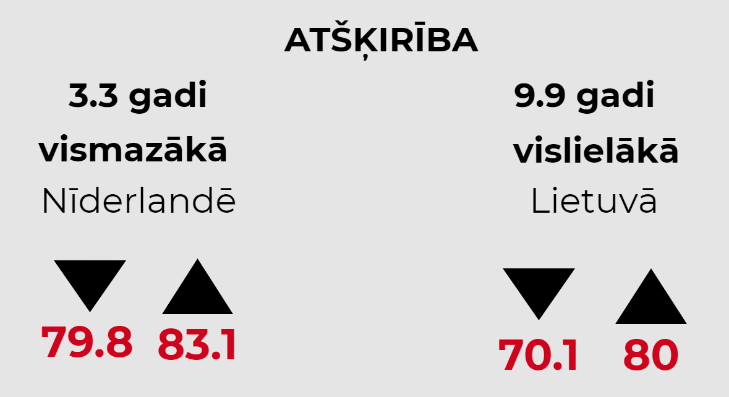 ATŠĶIRĪBA
3.3 gadi
vismazākā
Nīderlandē
79.8 83.1
9.9 gadi
vislielākā
Lietuvā
70.1 80